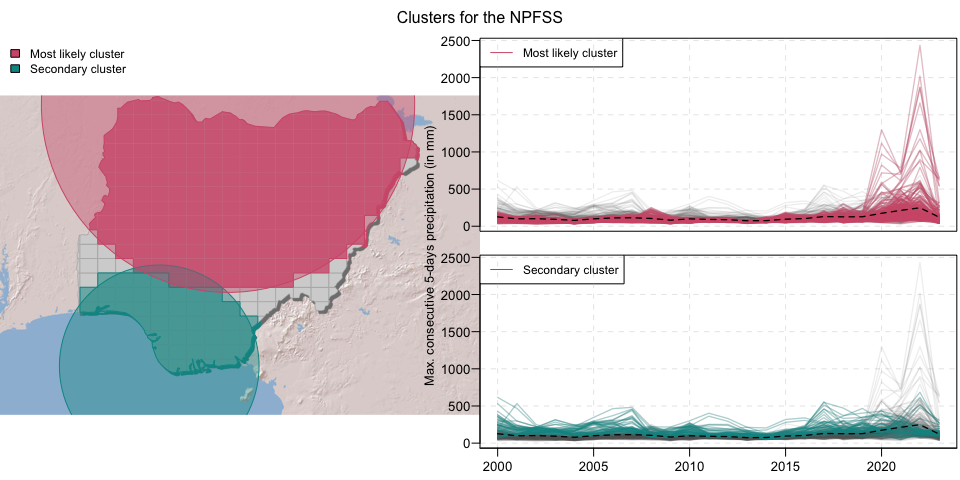 Clusters for the NPFSS
Most likely cluster
Secondary cluster
Max. consecutive 5-days precipitation (in mm)
Most likely cluster
2500
2000
1500
1000
500
0
Secondary cluster
2500
2000
1500
1000
500
0
2000 2005 2010 2015 2020